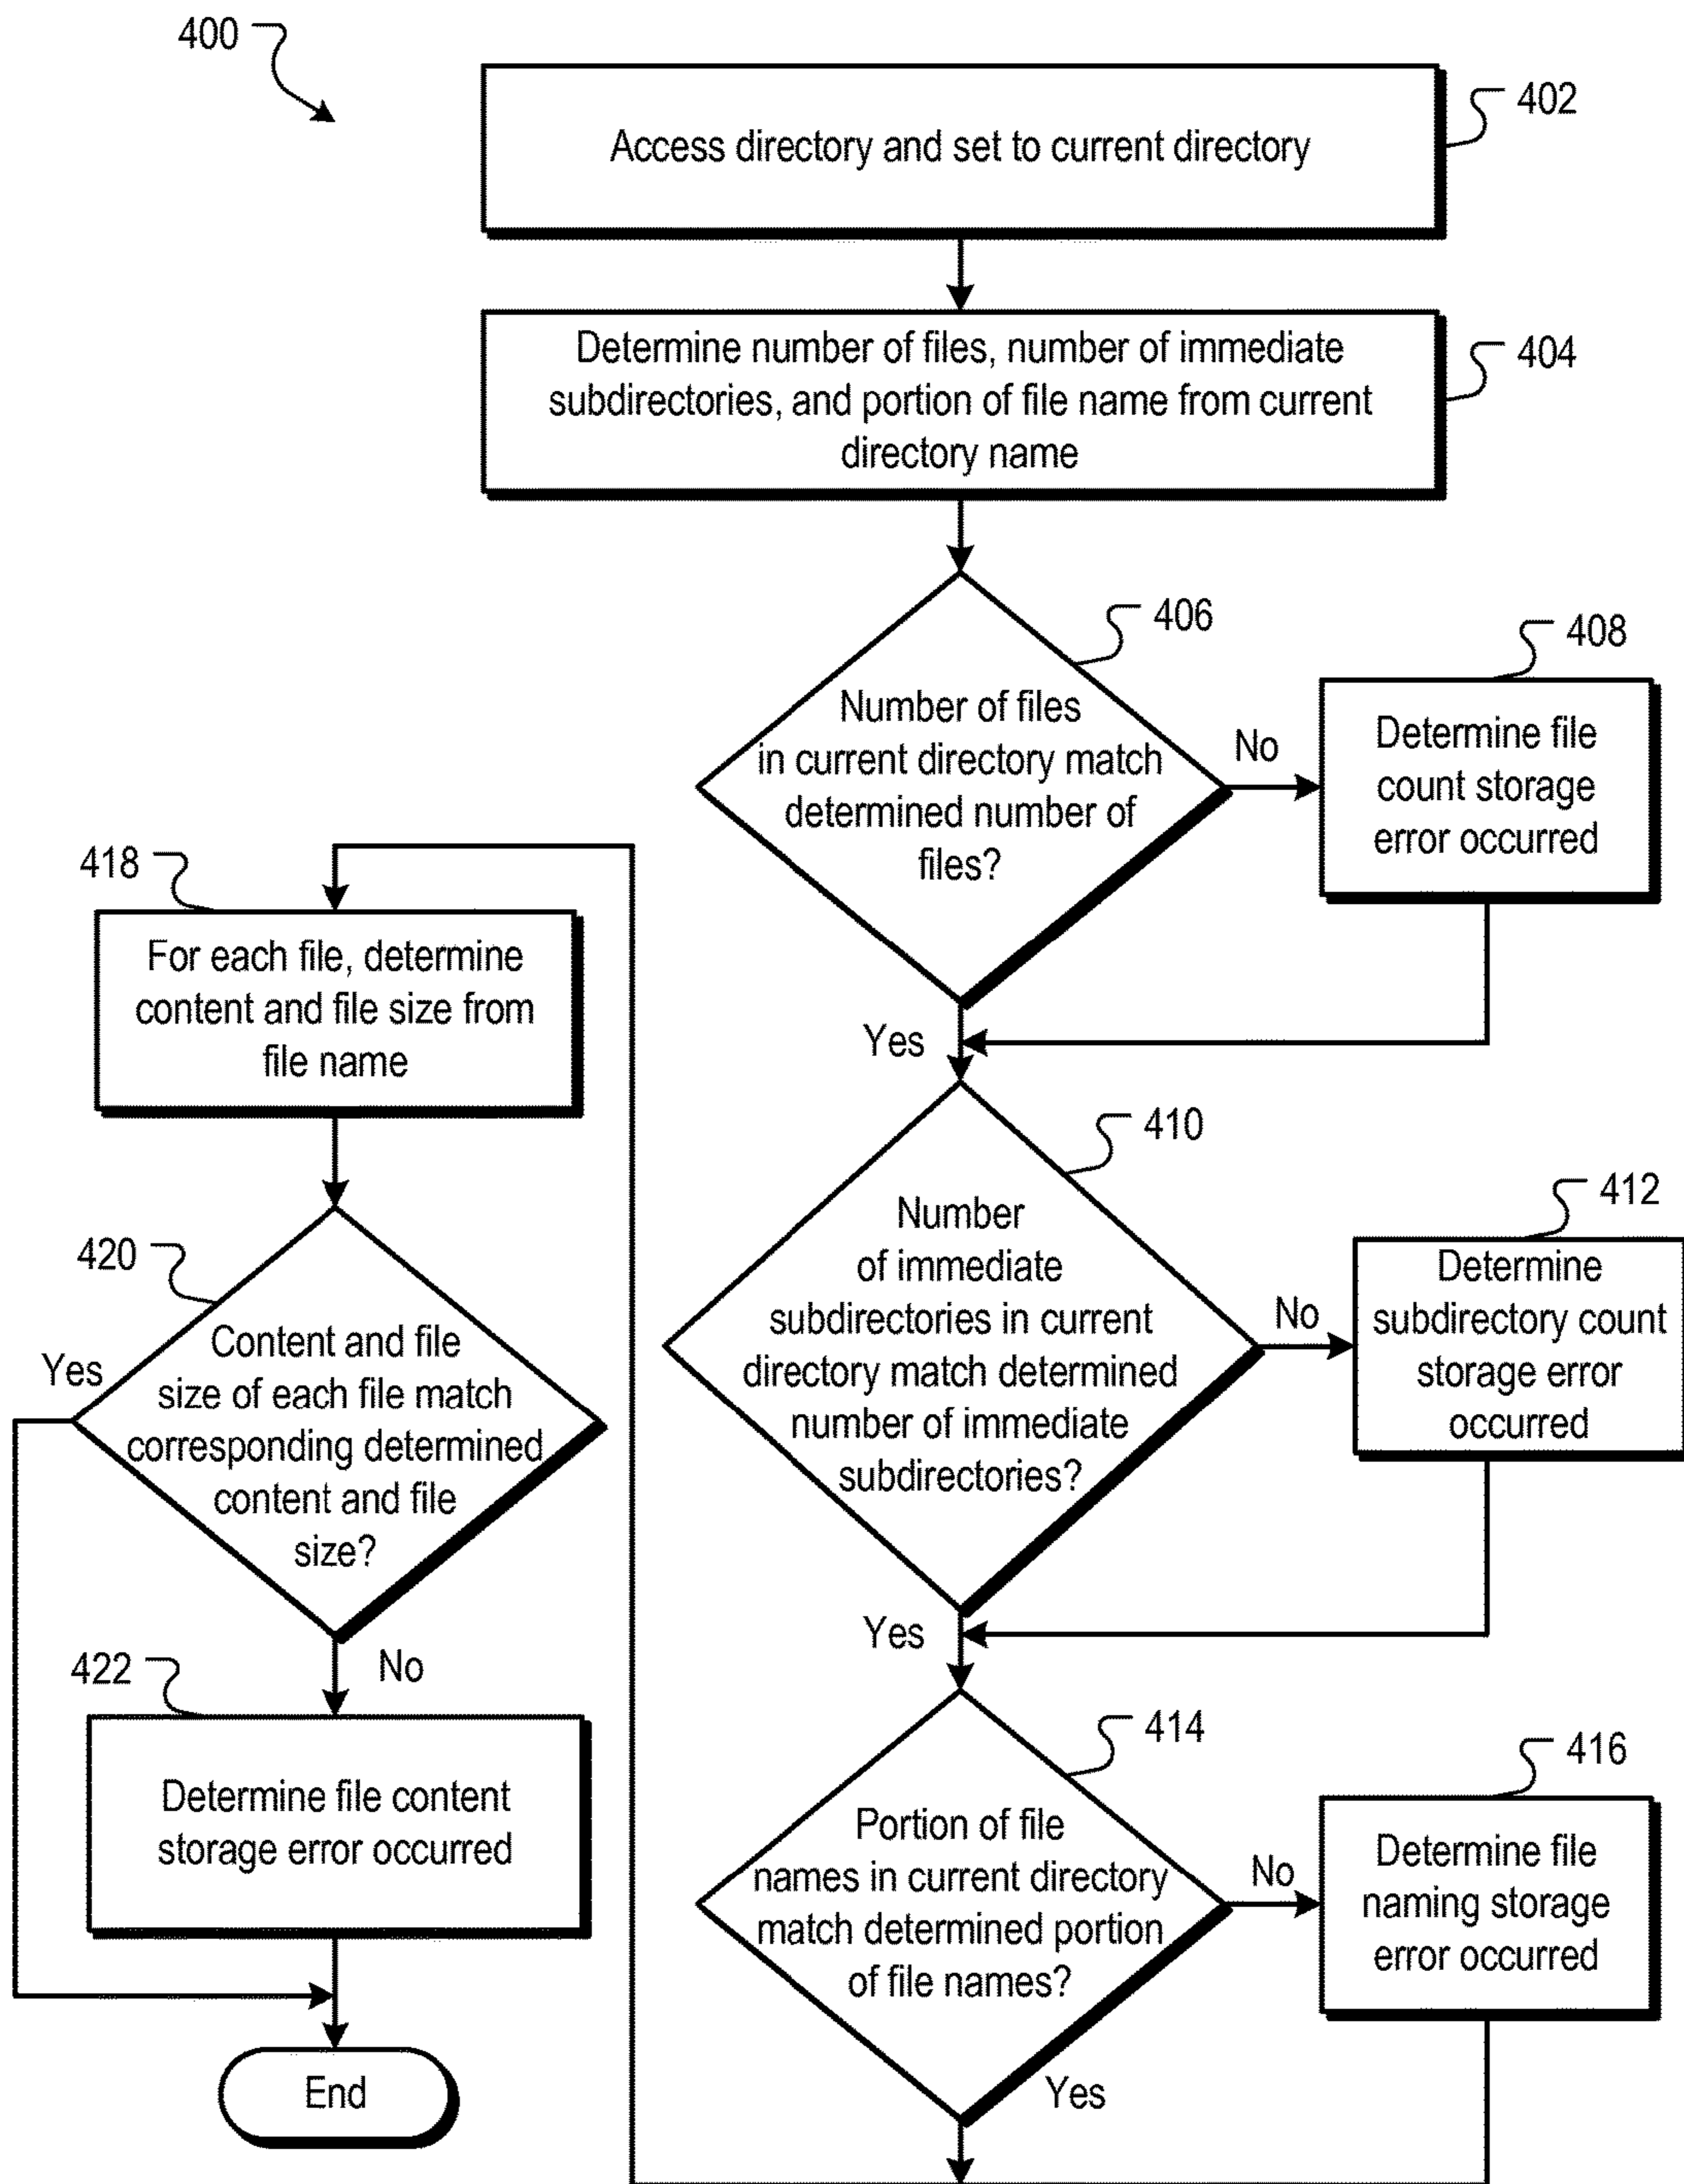 400
402
Access directory and set to current directory
404
Determine number of files, number of immediate
subdirectories, and portion of file name from current
directory name
406
Number of files
in current directory match
determined number of
files?
No
408
Determine file
count storage
error occurred
Yes
410
Number
of immediate
subdirectories in current
directory match determined
number of immediate
subdirectories?
No
412
Determine
subdirectory count
storage error
occurred
Yes
414
Portion of file
names in current directory
match determined portion
of file names?
No
416
Determine file
naming storage
error occurred
Yes
418
For each file, determine
content and file size from
file name
420
Content and file
size of each file match
corresponding determined
content and file
size?
Yes
No
422
Determine file content
storage error occurred
End